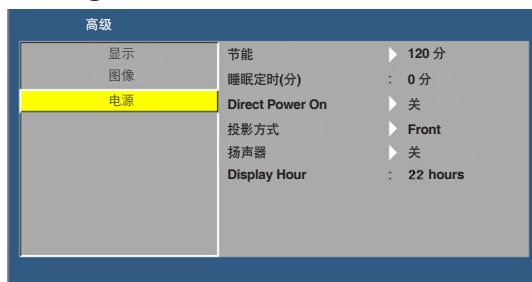 高级
显示
图像
电源
节能 120 分
睡眠定时(分) : 0 分
Direct Power On 关
投影方式 Front
扬声器 关
Display Hour : 22 hours